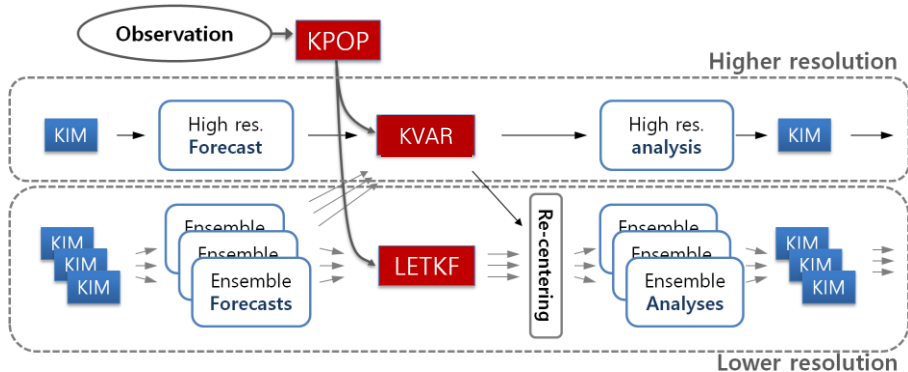 Observation
KPOP
Higher resolution
KIM
High res.
Forecast
KVAR
High res.
analysis
KIM
KIM
KIM
KIM
Ensemble
Ensemble
Ensemble
Forecasts
LETKF
Re-centering
Ensemble
Ensemble
Ensemble
Analyses
KIM
KIM
KIM
Lower resolution